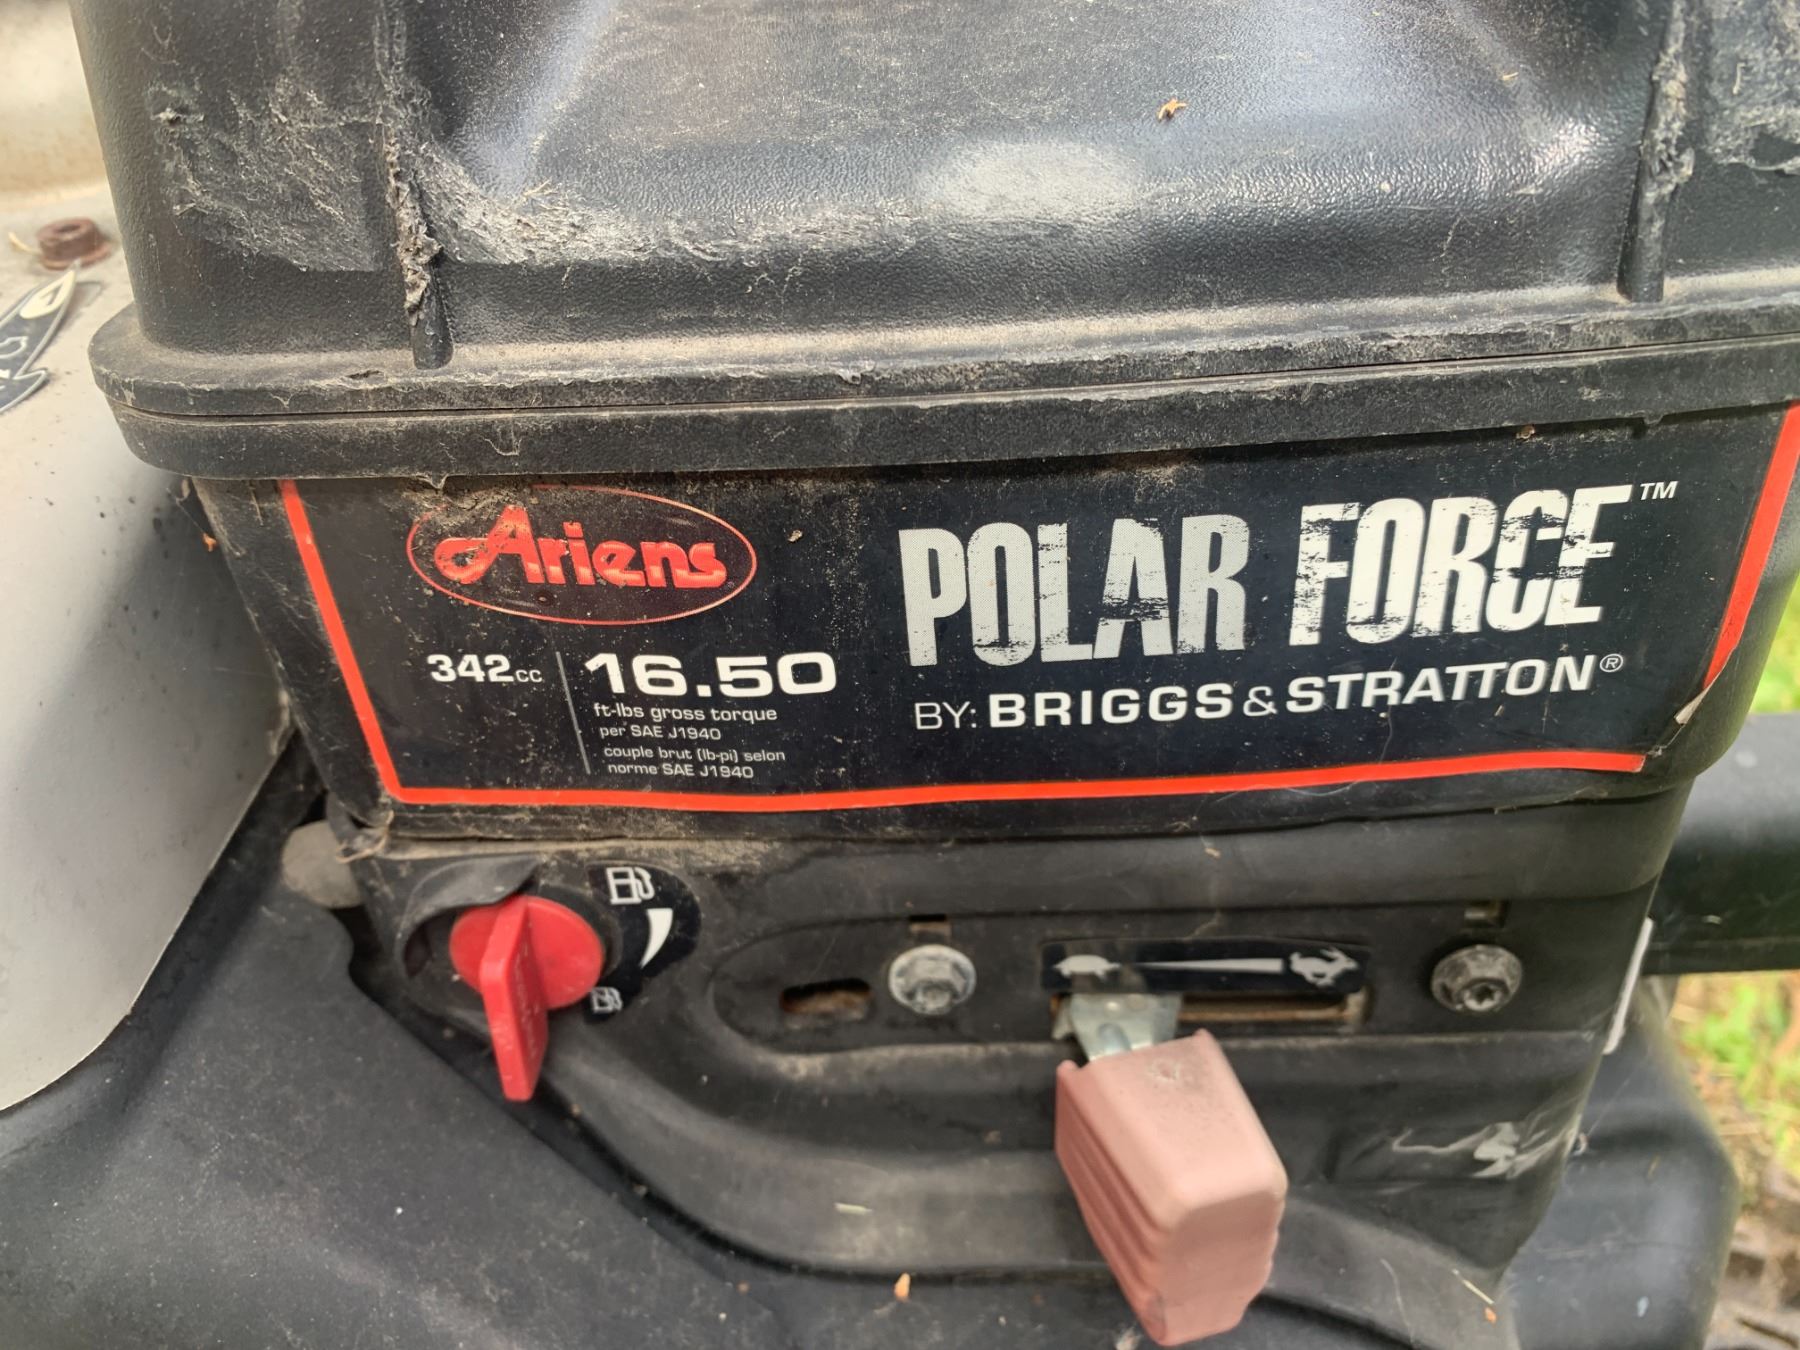 Ariens
POLAR FORCE™
BY: BRIGGS & STRATTON®
342cc
16.50
ft-lbs gross torque
per SAE J1940
couple brut (lb-pi) selon
norme SAE J1940